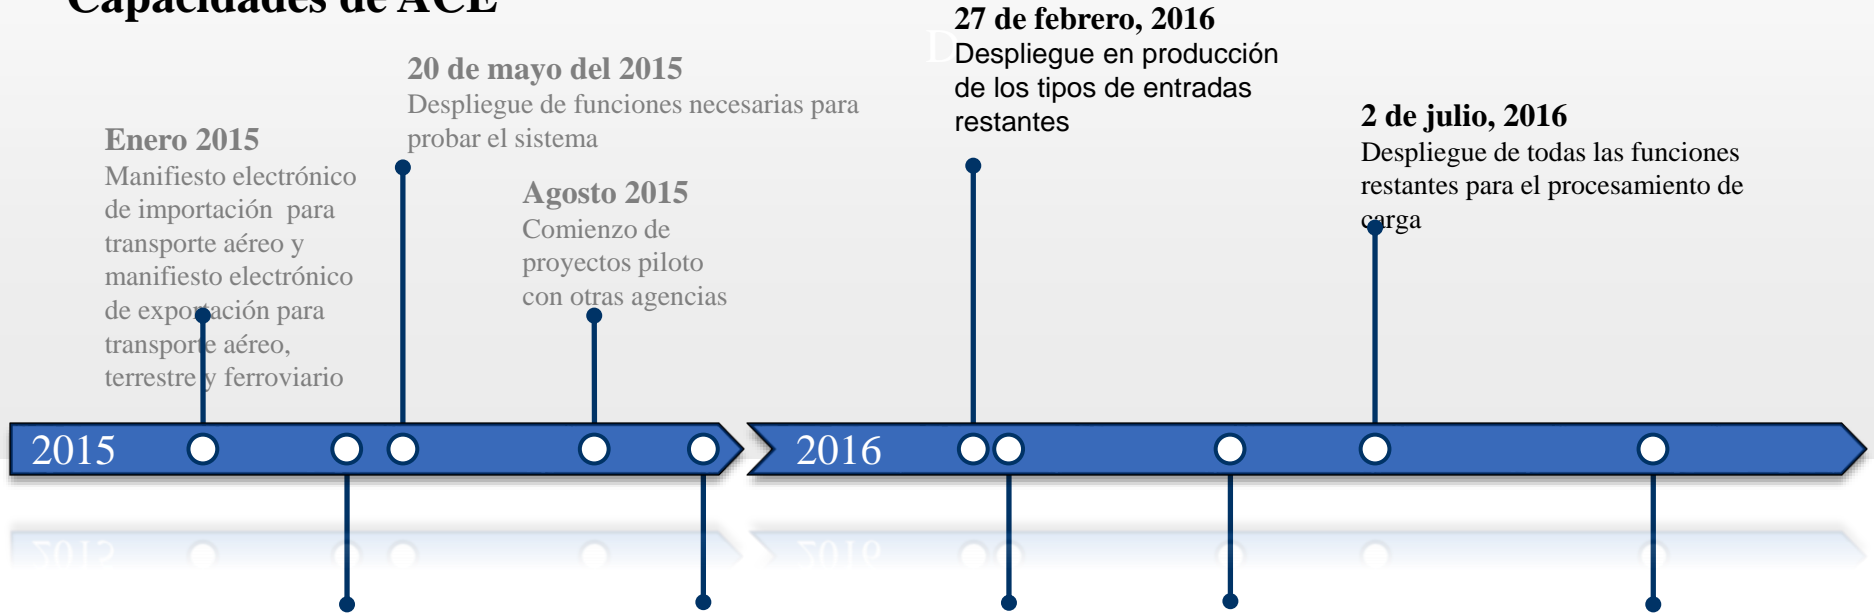 Capacidades de ACE
Enero 2015
Manifiesto electrónico
de importación para
transporte aéreo y
manifiesto electrónico
de exportación para
transporte aéreo,
terrestre y ferroviario
20 de mayo del 2015
Despliegue de funciones necesarias para
probar el sistema
Agosto 2015
Comienzo de
proyectos piloto
con otras agencias
D
27 de febrero, 2016
Despliegue en producción
de los tipos de entradas
restantes
2 de julio, 2016
Despliegue de todas las funciones
restantes para el procesamiento de
carga
2015
2016